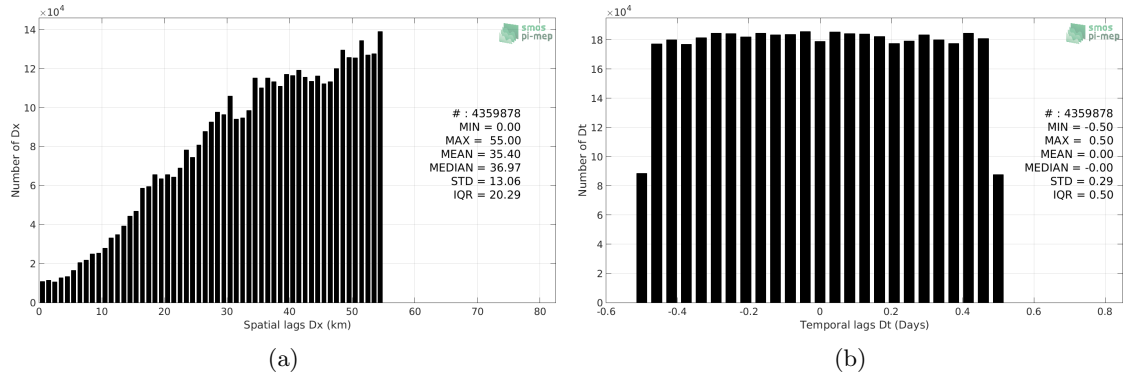 ×10⁴
14
12
10
8
6
4
2
0
Number of Dx
0 10 20 30 40 50 60 70 80
Spatial lags Dx (km)
smos
pi-mep
# : 4359878
MIN = 0.00
MAX = 55.00
MEAN = 35.40
MEDIAN = 36.97
STD = 13.06
IQR = 20.29
(a)
×10⁴
18
16
14
12
10
8
6
4
2
0
Number of Dt
-0.6 -0.4 -0.2 0 0.2 0.4 0.6 0.8
Temporal lags Dt (Days)
smos
pi-mep
# : 4359878
MIN = -0.50
MAX = 0.50
MEAN = 0.00
MEDIAN = -0.00
STD = 0.29
IQR = 0.50
(b)